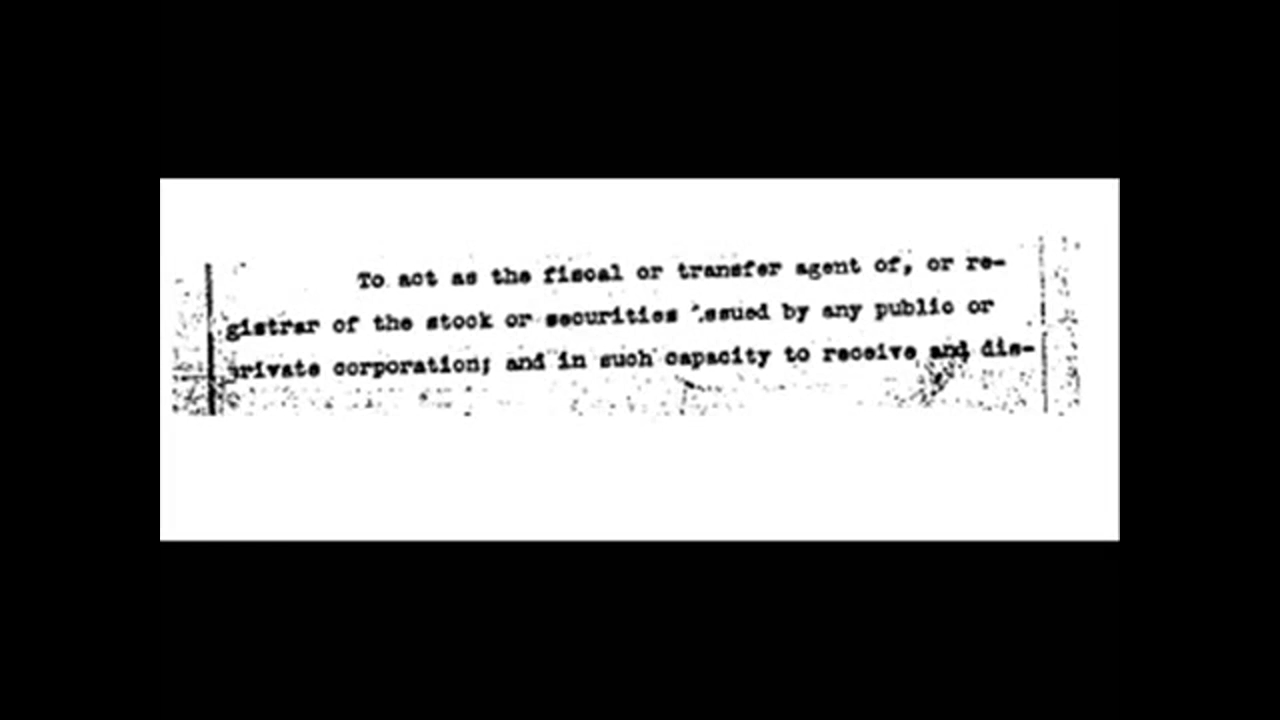 To act as the fiscal or transfer agent of, or re-
gistrar of the stock or securities issued by any public or
private corporation; and in such capacity to receive and dis-